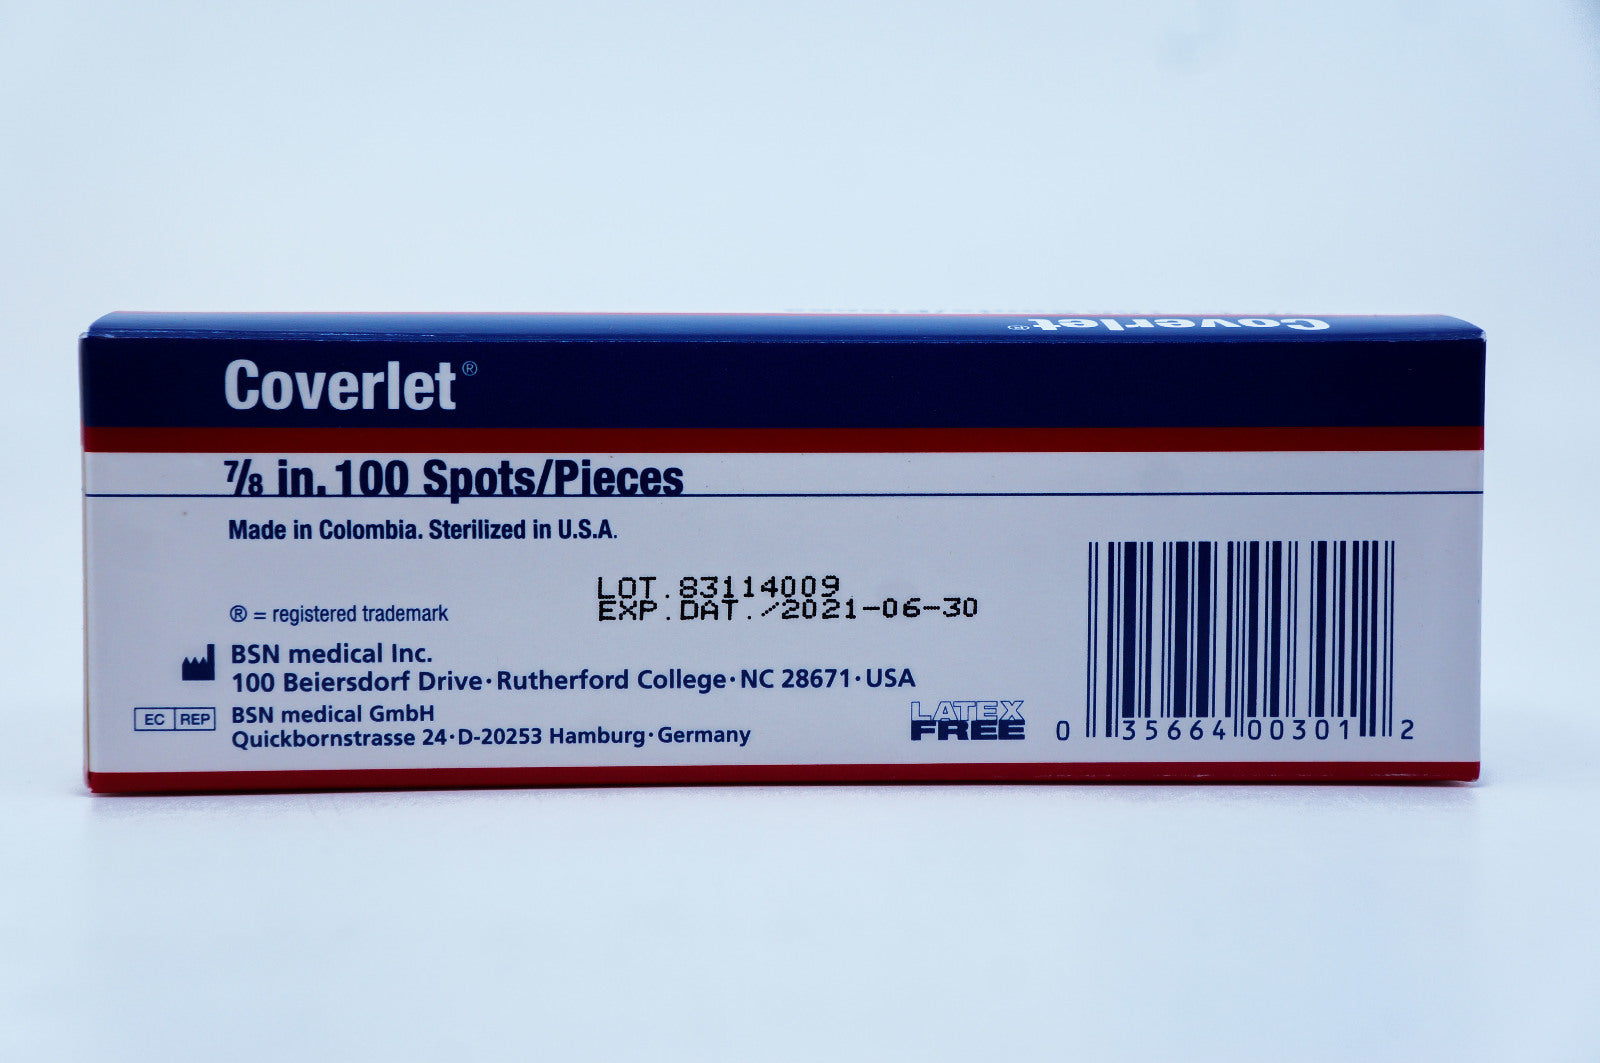 Coverlet®
Coverlet®
7/8 in. 100 Spots/Pieces
Made in Colombia. Sterilized in U.S.A.
LOT.83114009
EXP.DAT./2021-06-30
® = registered trademark
BSN medical Inc.
100 Beiersdorf Drive·Rutherford College·NC 28671·USA
EC REP
BSN medical GmbH
Quickbornstrasse 24·D-20253 Hamburg·Germany
LATEX
FREE
0 35664 00301 2